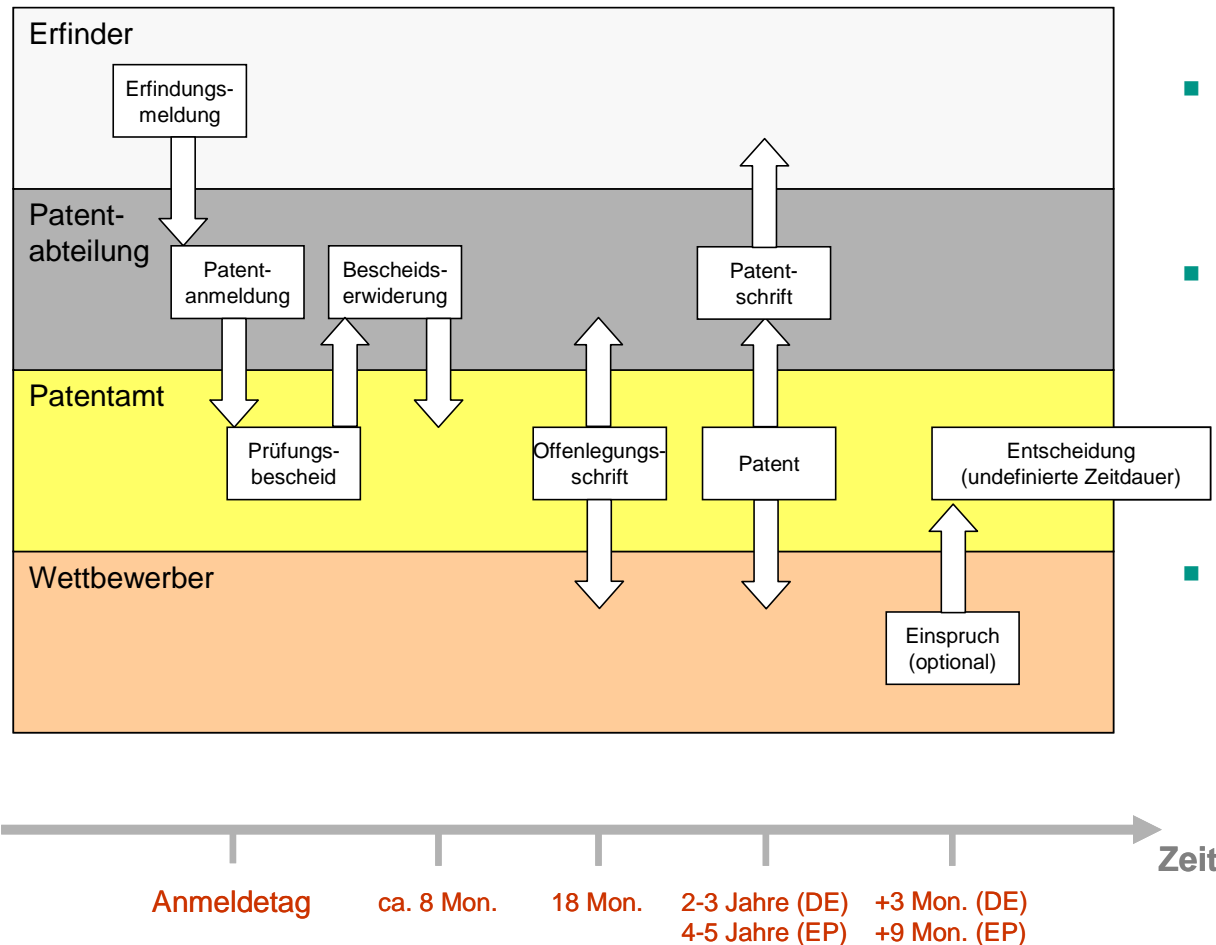 Erfinder
Erfindungs-
meldung
Patent-
abteilung
Patent-
anmeldung
Bescheids-
erwiderung
Patent-
schrift
Patentamt
Prüfungs-
bescheid
Offenlegungs-
schrift
Patent
Entscheidung
(undefinierte Zeitdauer)
Wettbewerber
Einspruch
(optional)
Zeit
Anmeldetag
ca. 8 Mon.
18 Mon.
2-3 Jahre (DE)
4-5 Jahre (EP)
+3 Mon. (DE)
+9 Mon. (EP)